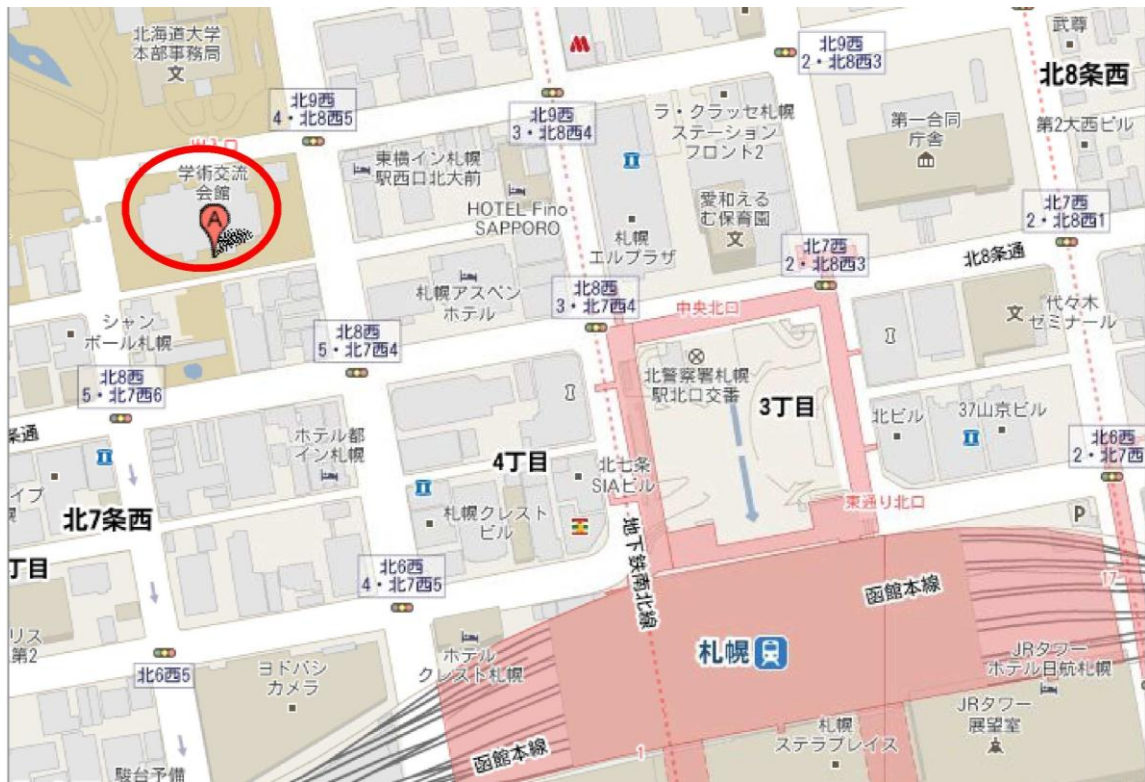 北海道大学
本部事務局
文
北9西
4・北8西5
北9西
3・北8西4
北9西
2・北8西3
武尊
北8条西
ラ・クラッセ札幌
ステーション
フロント2
第一合同
庁舎
第2大西ビル
出入口
学術交流
会館
A
東横イン札幌
駅西口北大前
HOTEL Fino
SAPPORO
愛和える
む保育園
文
札幌
エルプラザ
北7西
2・北8西3
北7西
2・北8西1
北8条通
札幌アスペン
ホテル
北8西
3・北7西4
中央北口
代々木
ゼミナール
文
シャン
ボール札幌
北8西
5・北7西4
北8西
5・北7西6
北警察署札幌
駅北口交番
3丁目
北ビル
37山京ビル
条通
ホテル都
イン札幌
4丁目
北七条
SIAビル
北6西
2・北7西
東通り北口
イプ
北7条西
札幌クレスト
ビル
地下鉄南北線
P
丁目
北6西
4・北7西5
函館本線
17
リス
第2
北6西5
ヨドバシ
カメラ
ホテル
クレスト札幌
札幌
JRタワー
ホテル日航札幌
JRタワー
展望室
函館本線
1
札幌
ステラプレイス
駿台予備